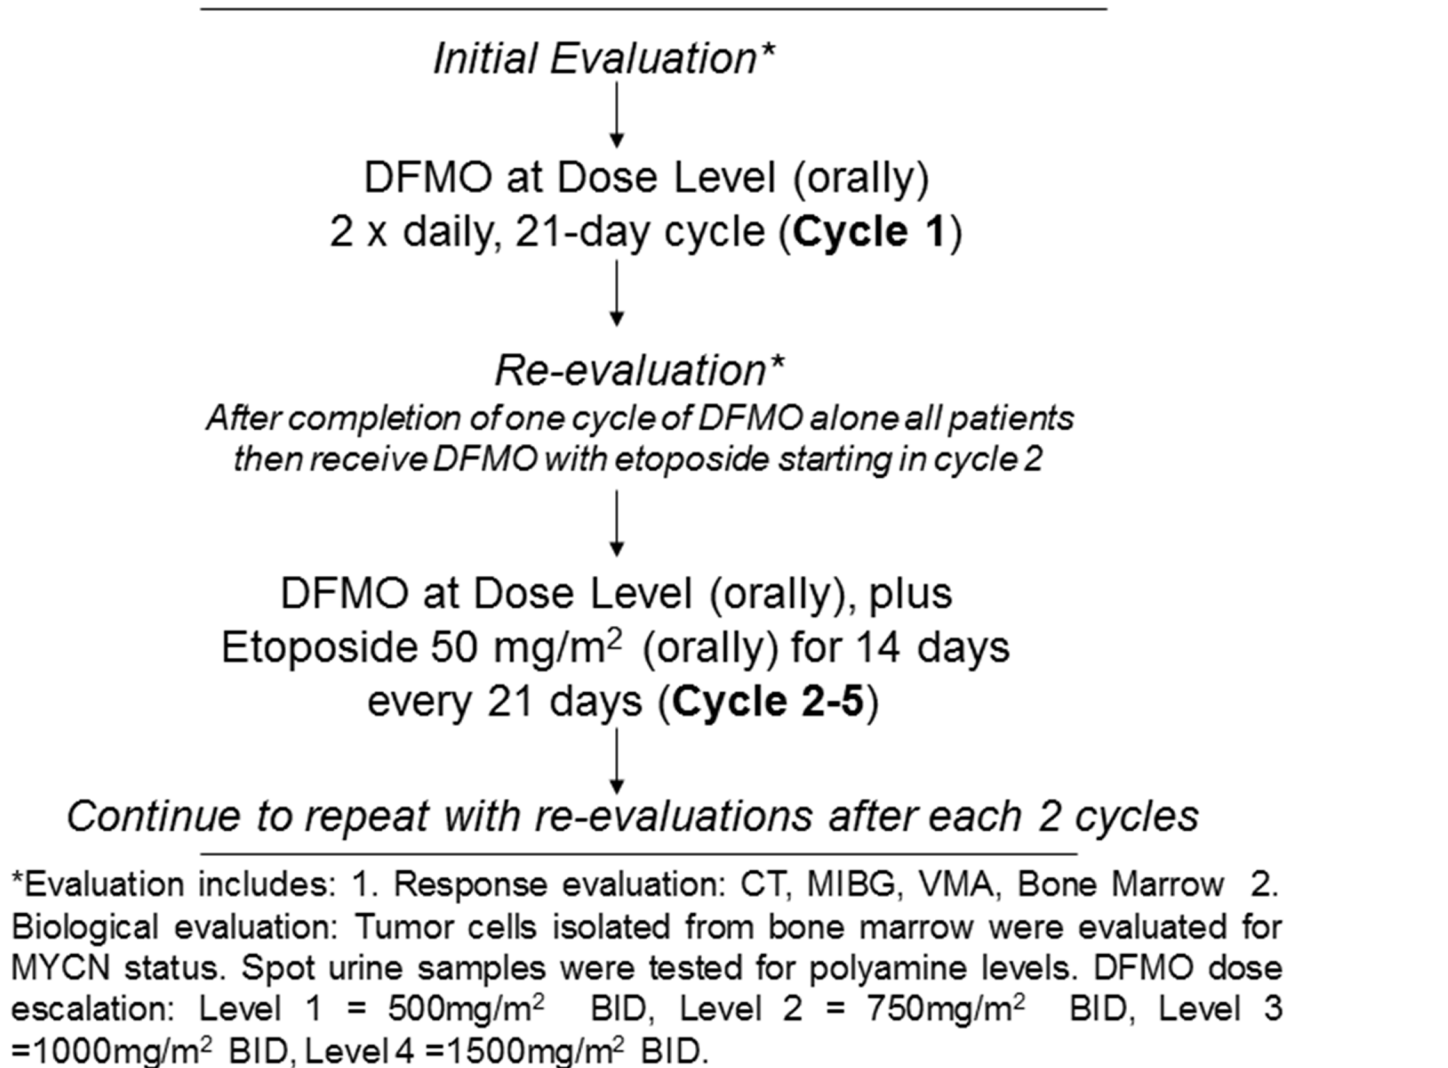 Initial Evaluation*
DFMO at Dose Level (orally)
2 x daily, 21-day cycle (Cycle 1)
Re-evaluation*
After completion of one cycle of DFMO alone all patients
then receive DFMO with etoposide starting in cycle 2
DFMO at Dose Level (orally), plus
Etoposide 50 mg/m² (orally) for 14 days
every 21 days (Cycle 2-5)
Continue to repeat with re-evaluations after each 2 cycles
*Evaluation includes: 1. Response evaluation: CT, MIBG, VMA, Bone Marrow 2.
Biological evaluation: Tumor cells isolated from bone marrow were evaluated for
MYCN status. Spot urine samples were tested for polyamine levels. DFMO dose
escalation: Level 1 = 500mg/m² BID, Level 2 = 750mg/m² BID, Level 3
=1000mg/m² BID, Level 4 =1500mg/m² BID.